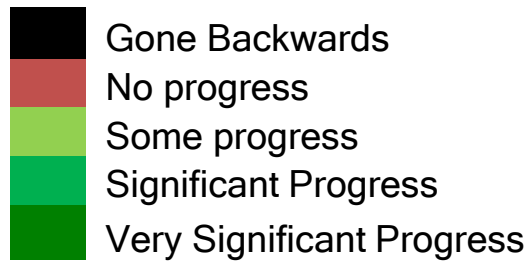 Gone Backwards
No progress
Some progress
Significant Progress
Very Significant Progress